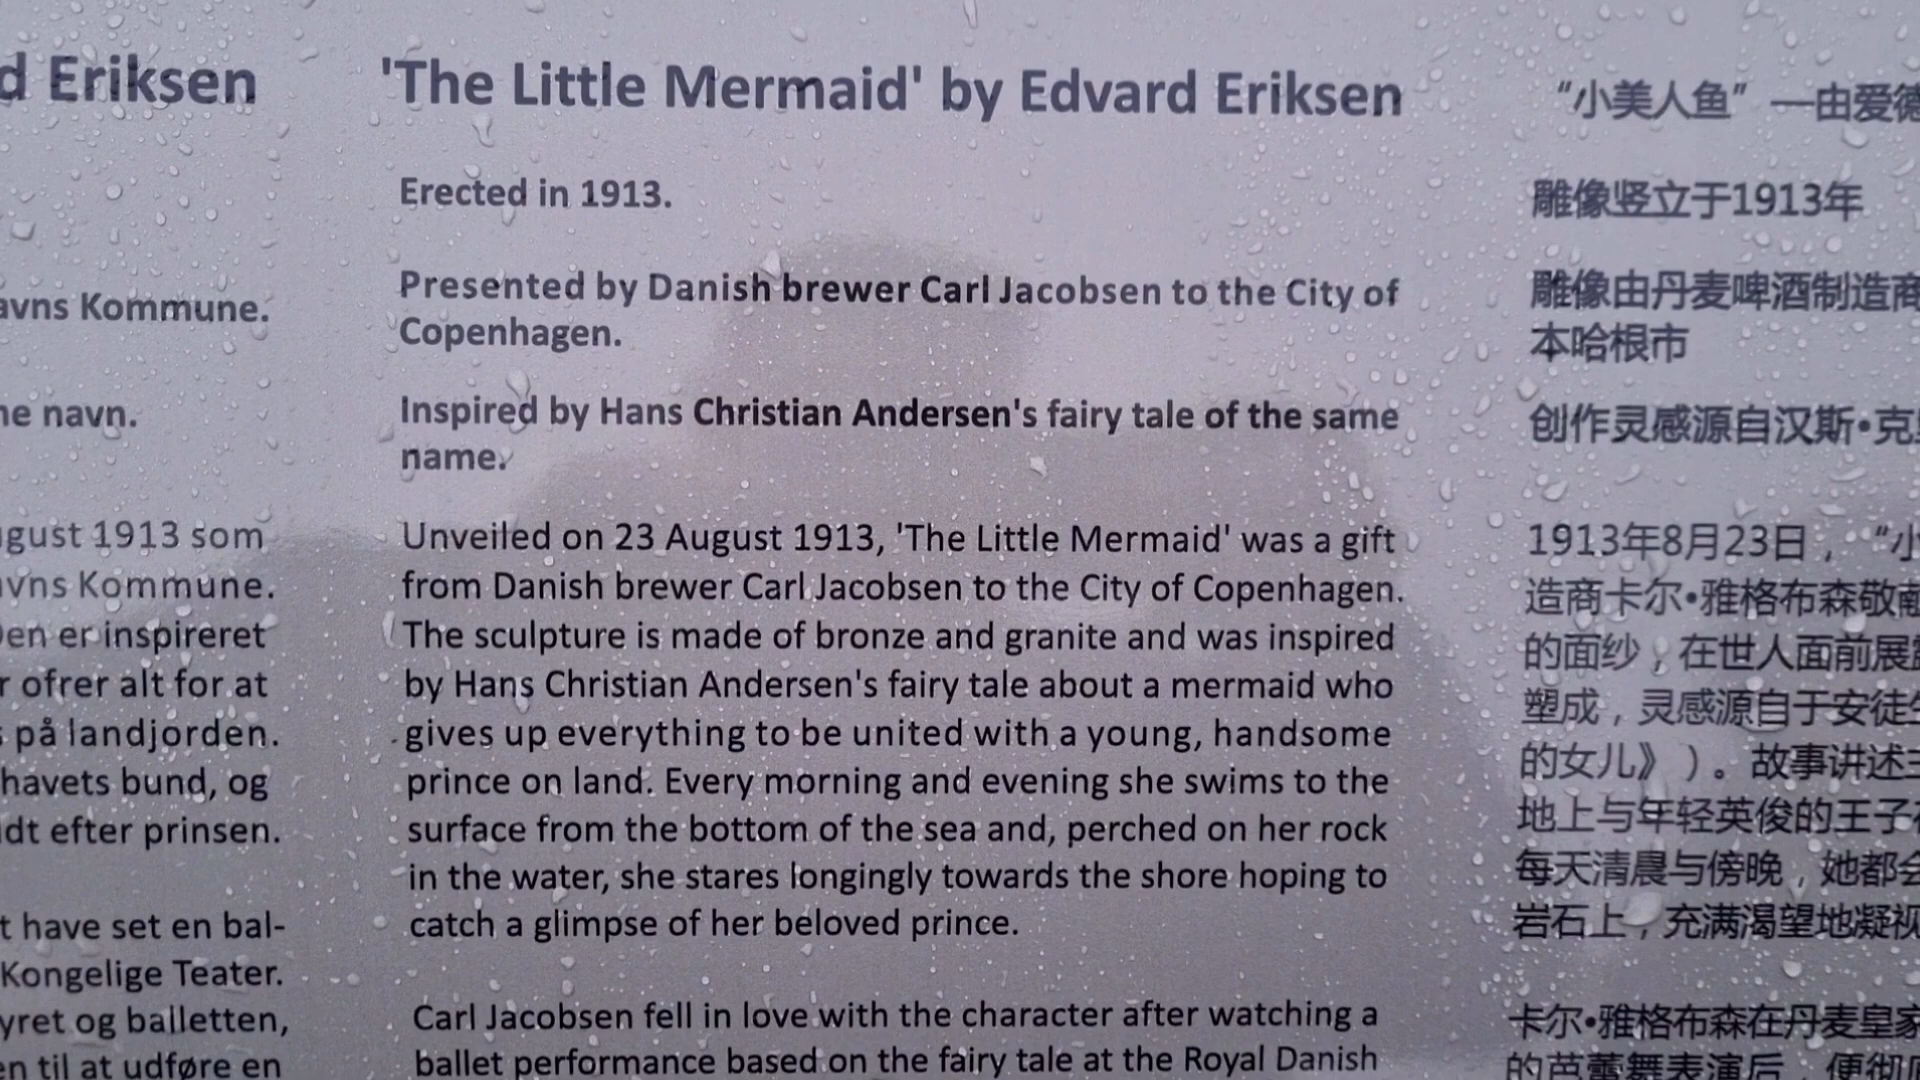 d Eriksen
avns Kommune.
ne navn.
gust 1913 som
avns Kommune.
Den er inspireret
r ofrer alt for at
s på landjorden.
havets bund, og
dt efter prinsen.
t have set en bal-
Kongelige Teater.
yret og balletten,
en til at udføre en
'The Little Mermaid' by Edvard Eriksen
Erected in 1913.
Presented by Danish brewer Carl Jacobsen to the City of
Copenhagen.
Inspired by Hans Christian Andersen's fairy tale of the same
name.
Unveiled on 23 August 1913, 'The Little Mermaid' was a gift
from Danish brewer Carl Jacobsen to the City of Copenhagen.
The sculpture is made of bronze and granite and was inspired
by Hans Christian Andersen's fairy tale about a mermaid who
gives up everything to be united with a young, handsome
prince on land. Every morning and evening she swims to the
surface from the bottom of the sea and, perched on her rock
in the water, she stares longingly towards the shore hoping to
catch a glimpse of her beloved prince.
Carl Jacobsen fell in love with the character after watching a
ballet performance based on the fairy tale at the Royal Danish
“小美人鱼”—由爱德
雕像竖立于1913年
雕像由丹麦啤酒制造商
本哈根市
创作灵感源自汉斯•克
1913年8月23日，“小
造商卡尔•雅格布森敬献
的面纱，在世人面前展
塑成，灵感源自于安徒生
的女儿》）。故事讲述
地上与年轻英俊的王子
每天清晨与傍晚，她都会
岩石上，充满渴望地凝视
卡尔•雅格布森在丹麦皇家
的芭蕾舞表演后，便彻底